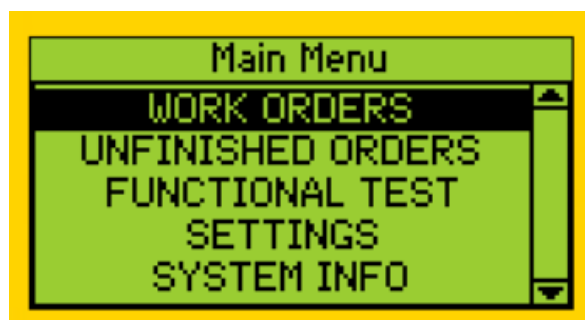 Main Menu
WORK ORDERS
UNFINISHED ORDERS
FUNCTIONAL TEST
SETTINGS
SYSTEM INFO